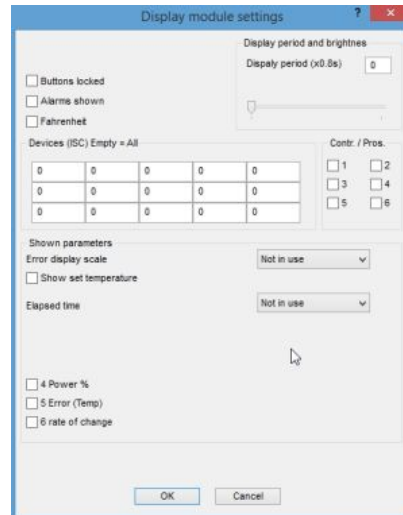 Display module settings ? ×
Display period and brightnes
Dispaly period (x0.8s) 0
Buttons locked
Alarms shown
Fahrenheit
Devices (ISC) Empty = All
Contr. / Pros.
0 0 0 0 0
1 2
0 0 0 0 0
3 4
0 0 0 0 0
5 6
Shown parameters
Error display scale Not in use
Show set temperature
Elapsed time Not in use
4 Power %
5 Error (Temp)
6 rate of change
OK Cancel